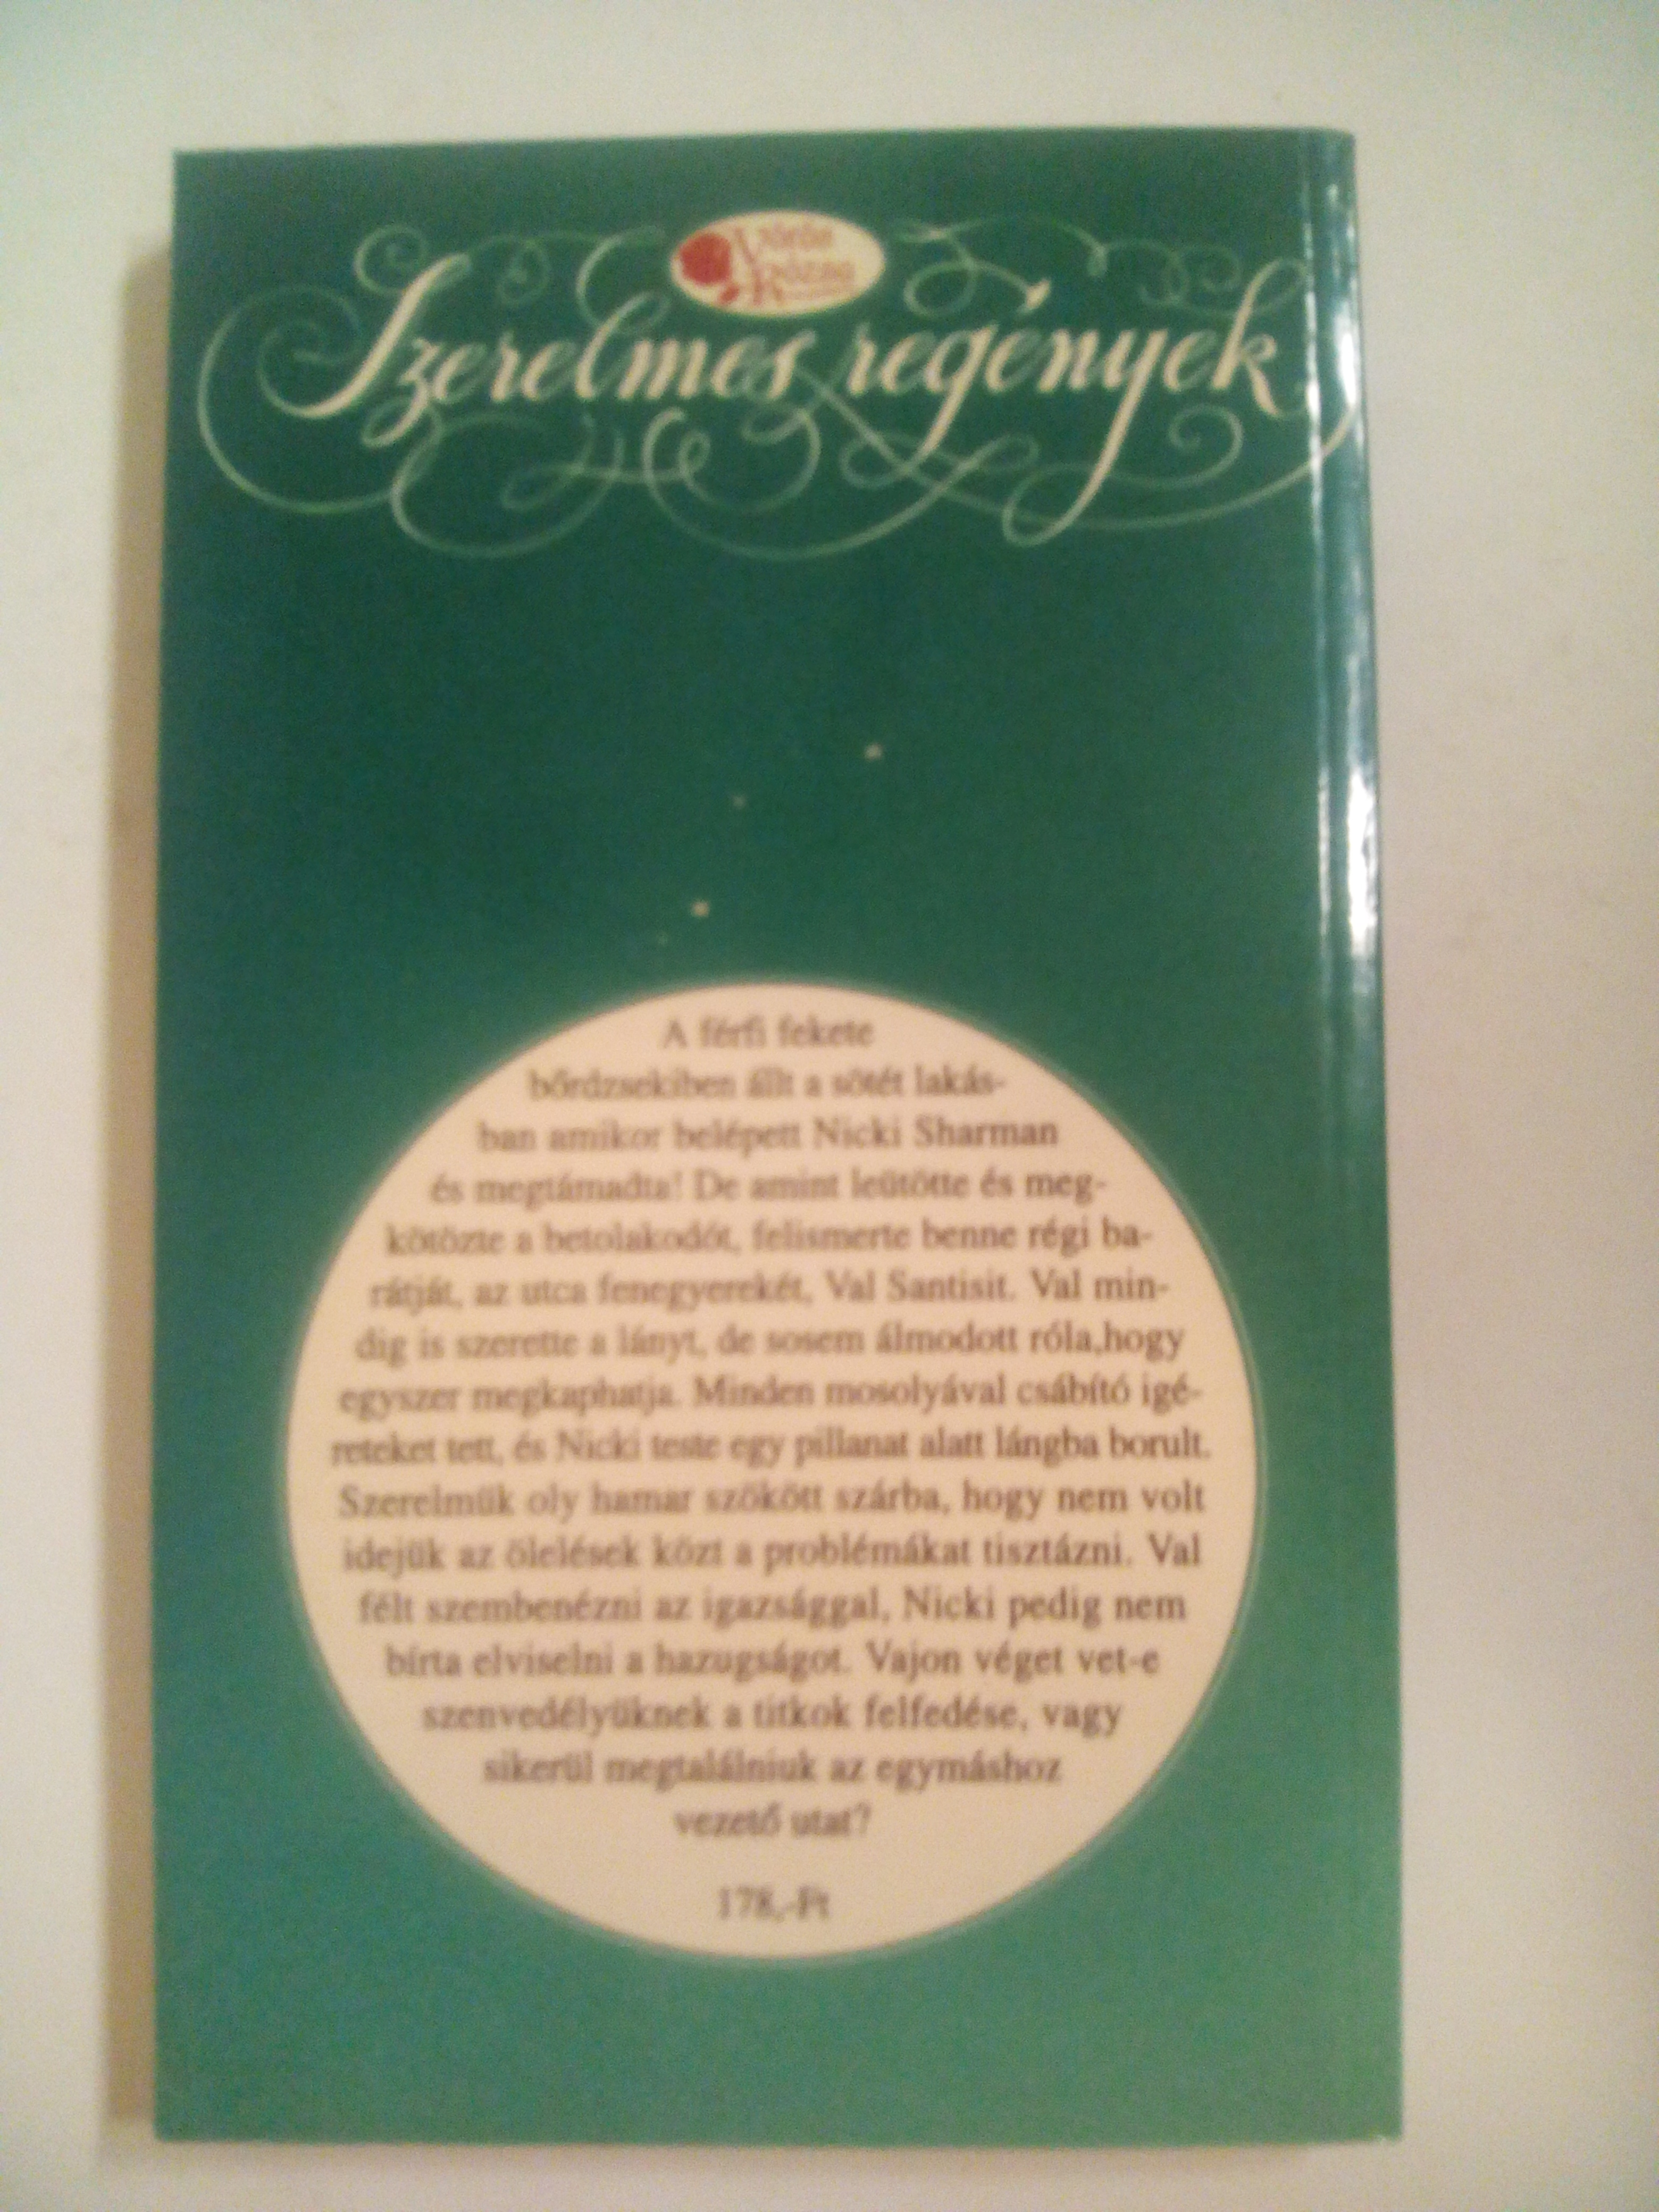 Vörös
Rózsa
Szerelmes regények
A férfi fekete
bőrdzsekiben állt a sötét lakás-
ban amikor belépett Nicki Sharman
és megtámadta! De amint leütötte és meg-
kötözte a betolakodót, felismerte benne régi ba-
rátját, az utca fenegyerekét, Val Santisit. Val min-
dig is szerette a lányt, de sosem álmodott róla,hogy
egyszer megkaphatja. Minden mosolyával csábító igé-
reteket tett, és Nicki teste egy pillanat alatt lángba borult.
Szerelmük oly hamar szökött szárba, hogy nem volt
idejük az ölelések közt a problémákat tisztázni. Val
félt szembenézni az igazsággal, Nicki pedig nem
bírta elviselni a hazugságot. Vajon véget vet-e
szenvedélyüknek a titkok felfedése, vagy
sikerül megtalálniuk az egymáshoz
vezető utat?
178,-Ft